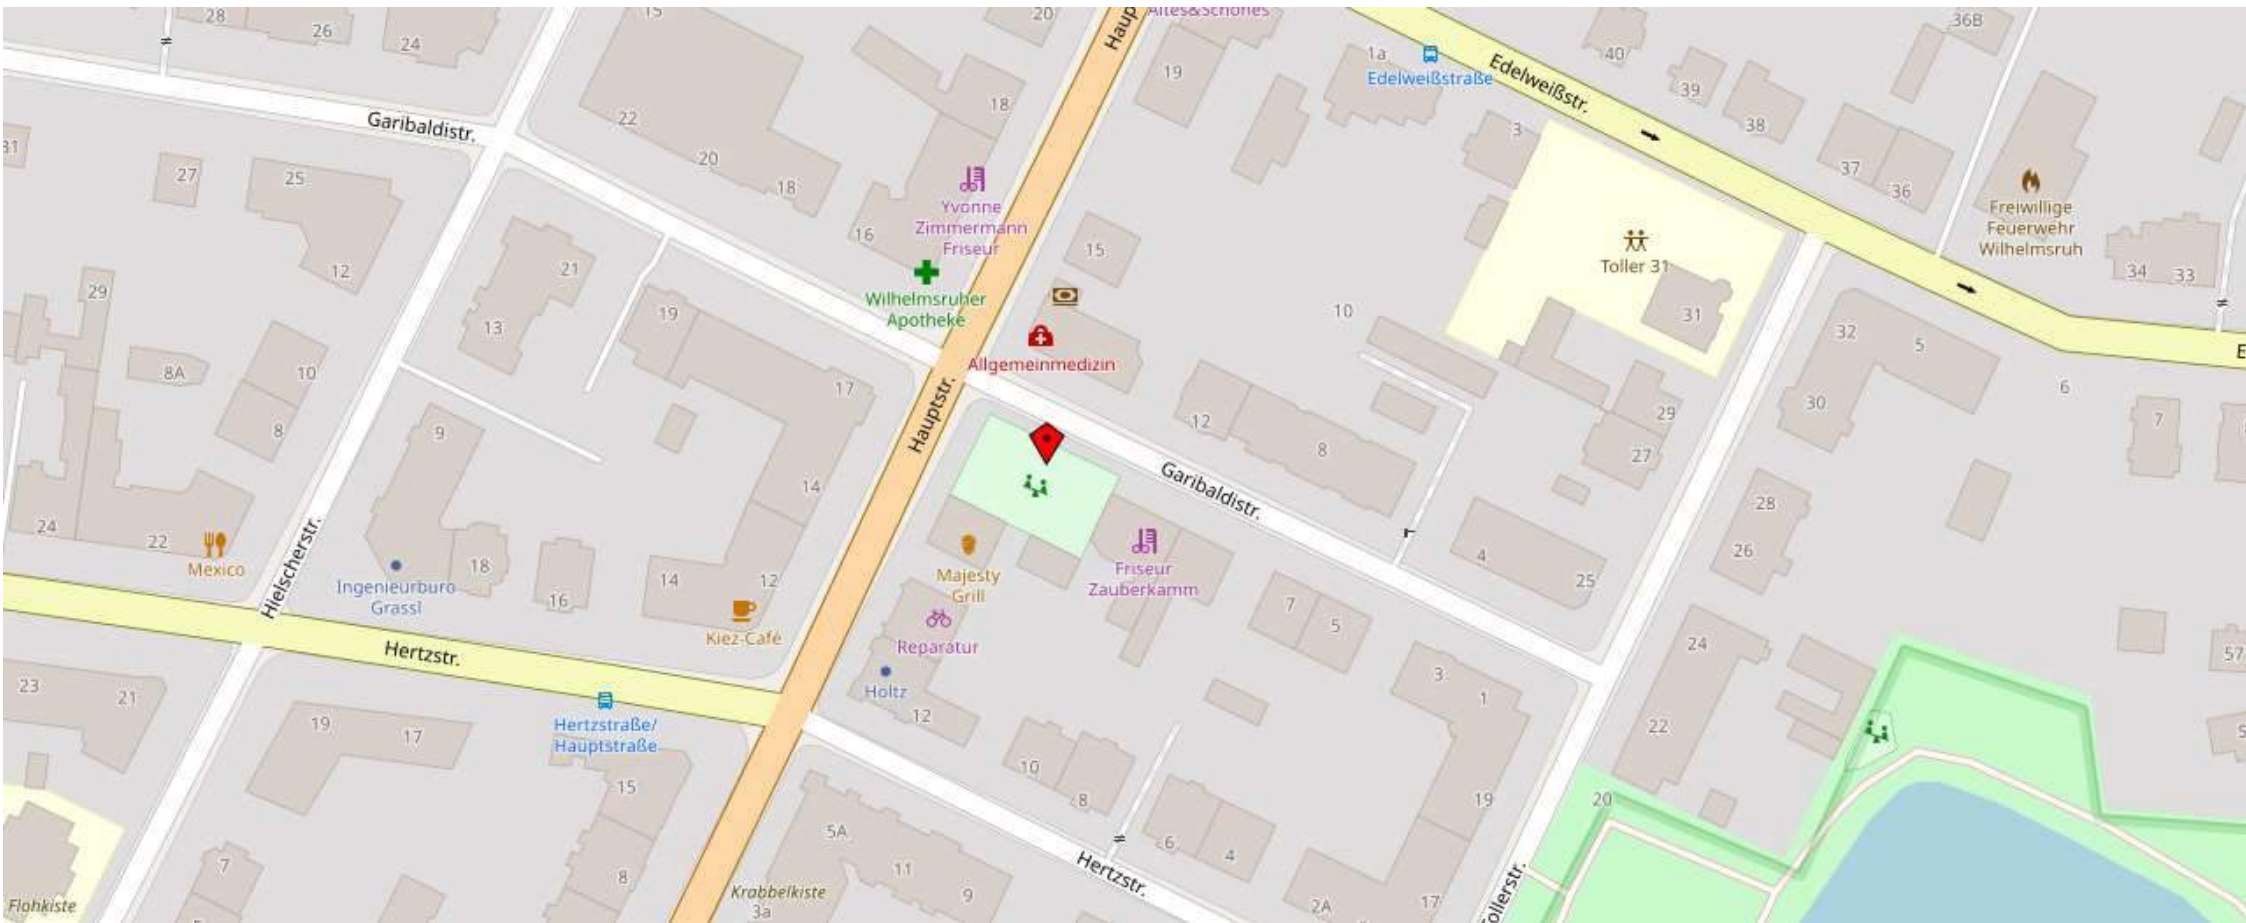 28
26
24
15
20
Haup
Altes&Schönes
19
1a
Edelweißstraße
Edelweißstr.
40
39
38
36B
Garibaldistr.
22
20
18
18
3
37
36
31
27
25
12
Yvonne
Zimmermann
Friseur
16
15
Toller 31
31
Freiwillige
Feuerwehr
Wilhelmsruh
34
33
29
21
13
19
Wilhelmsruher
Apotheke
10
Allgemeinmedizin
32
5
E
8A
10
8
9
17
Hauptstr.
12
8
29
27
30
6
7
Garibaldistr.
14
24
22
Mexico
Hielscherstr.
Ingenieurbüro
Grassl
18
16
14
12
Kiez-Café
Majesty
Grill
Friseur
Zauberkamm
4
25
28
26
Reparatur
7
5
Hertzstr.
23
21
19
17
Hertzstraße/
Hauptstraße
Holtz
12
3
1
24
22
57
15
10
8
6
4
19
20
5A
11
9
Hertzstr.
7
8
Krabbelkiste
3a
2A
17
ollerstr.
Flohkiste